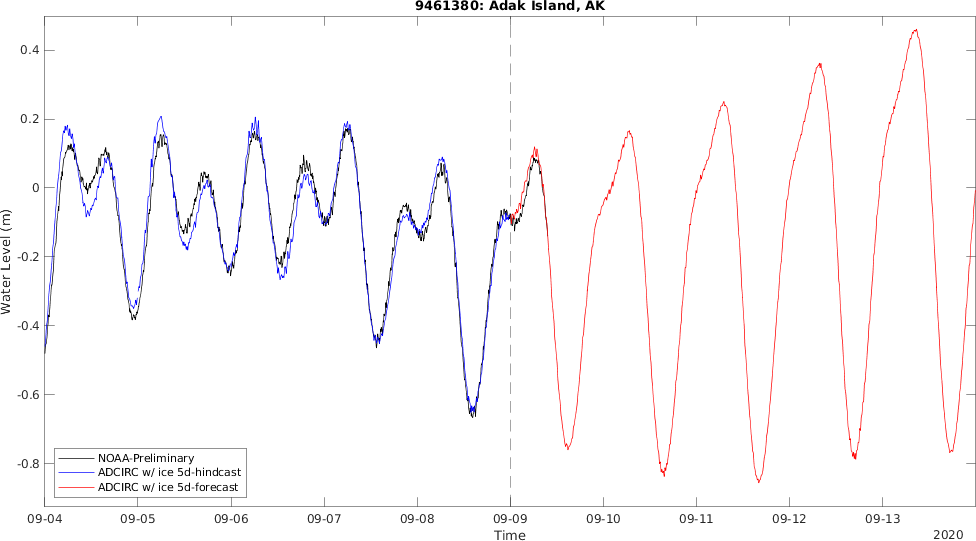 9461380: Adak Island, AK
0.4
0.2
0
-0.2
-0.4
-0.6
-0.8
Water Level (m)
NOAA-Preliminary
ADCIRC w/ ice 5d-hindcast
ADCIRC w/ ice 5d-forecast
09-04 09-05 09-06 09-07 09-08 09-09 09-10 09-11 09-12 09-13
Time
2020